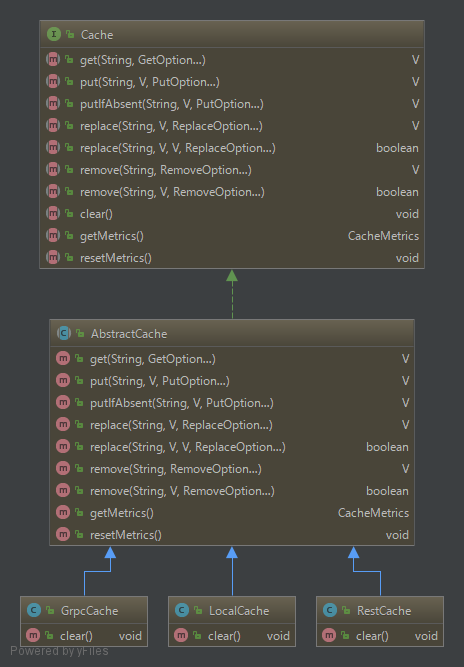 Cache
get(String, GetOption...) V
put(String, V, PutOption...) V
putIfAbsent(String, V, PutOption...) V
replace(String, V, ReplaceOption...) V
replace(String, V, V, ReplaceOption...) boolean
remove(String, RemoveOption...) V
remove(String, V, RemoveOption...) boolean
clear() void
getMetrics() CacheMetrics
resetMetrics() void
AbstractCache
get(String, GetOption...) V
put(String, V, PutOption...) V
putIfAbsent(String, V, PutOption...) V
replace(String, V, ReplaceOption...) V
replace(String, V, V, ReplaceOption...) boolean
remove(String, RemoveOption...) V
remove(String, V, RemoveOption...) boolean
getMetrics() CacheMetrics
resetMetrics() void
GrpcCache
clear() void
LocalCache
clear() void
RestCache
clear() void
Powered by yFiles